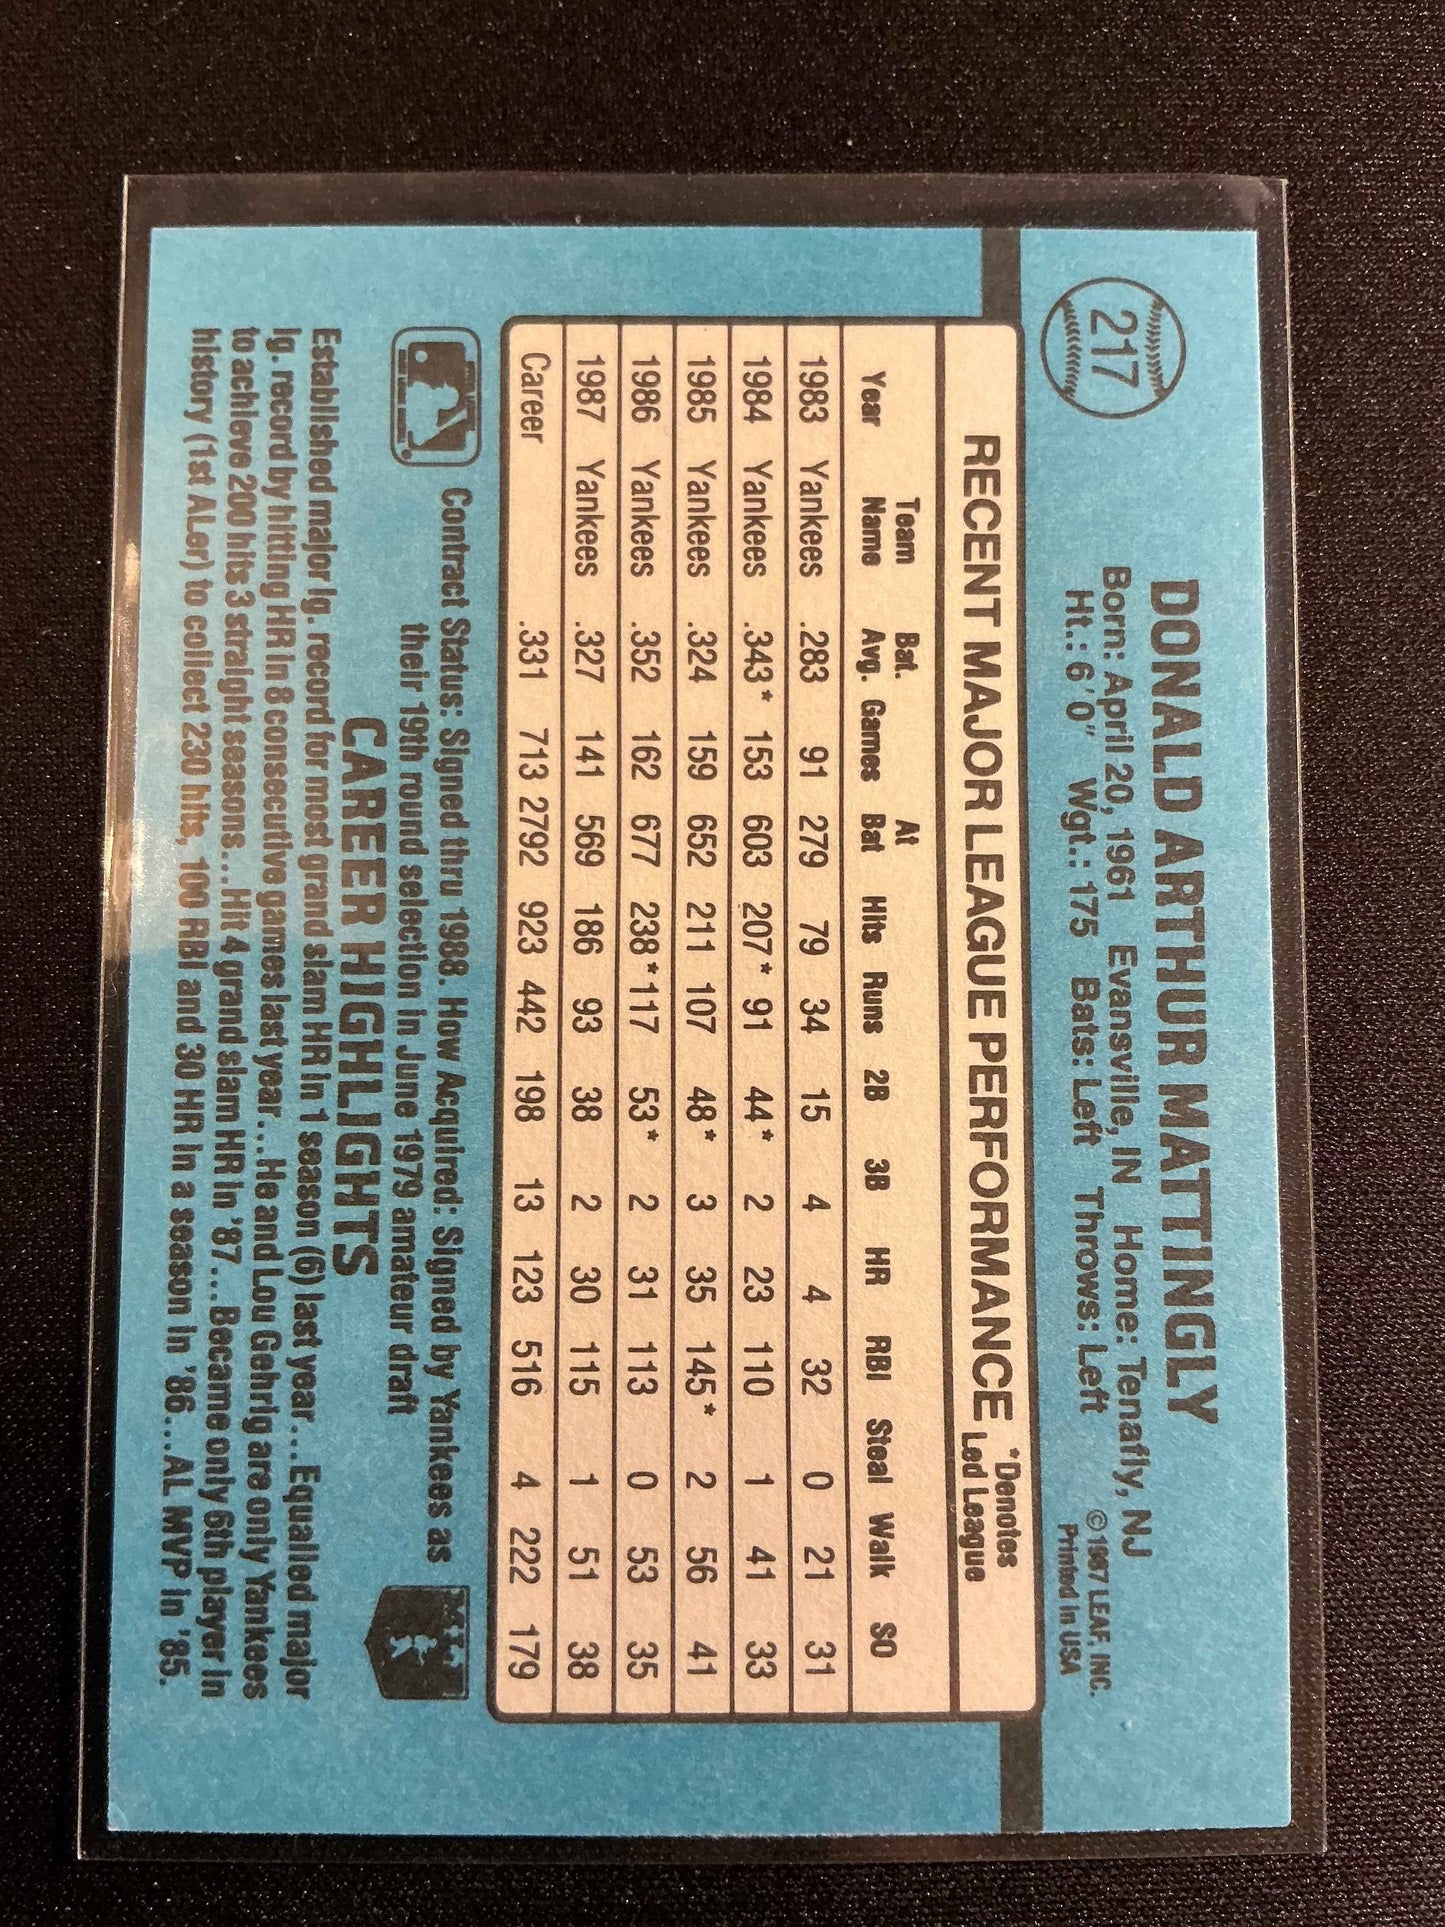 217
DONALD ARTHUR MATTINGLY
Born: April 20, 1961 Evansville, IN Home: Tenafly, NJ
Ht.: 6'0" Wgt.: 175 Bats: Left Throws: Left
©1987 LEAF, INC.
Printed in USA
RECENT MAJOR LEAGUE PERFORMANCE *Denotes Led League
Year Team Name Bat. Avg. Games At Bat Hits Runs 2B 3B HR RBI Steal Walk SO
1983 Yankees .283 91 279 79 34 15 4 4 32 0 21 31
1984 Yankees .343* 153 603 207* 91 44* 2 23 110 1 41 33
1985 Yankees .324 159 652 211 107 48* 3 35 145* 2 56 41
1986 Yankees .352 162 677 238* 117 53* 2 31 113 0 53 35
1987 Yankees .327 141 569 186 93 38 2 30 115 1 51 38
Career .331 713 2792 923 442 198 13 123 516 4 222 179
Contract Status: Signed thru 1988. How Acquired: Signed by Yankees as
their 19th round selection in June 1979 amateur draft
CAREER HIGHLIGHTS
Established major lg. record for most grand slam HR in 1 season (6) last year...Equalled major
lg. record by hitting HR in 8 consecutive games last year...He and Lou Gehrig are only Yankees
to achieve 200 hits 3 straight seasons...Hit 4 grand slam HR in '87...Became only 6th player in
history (1st ALer) to collect 230 hits, 100 RBI and 30 HR in a season in '86...AL MVP in '85.